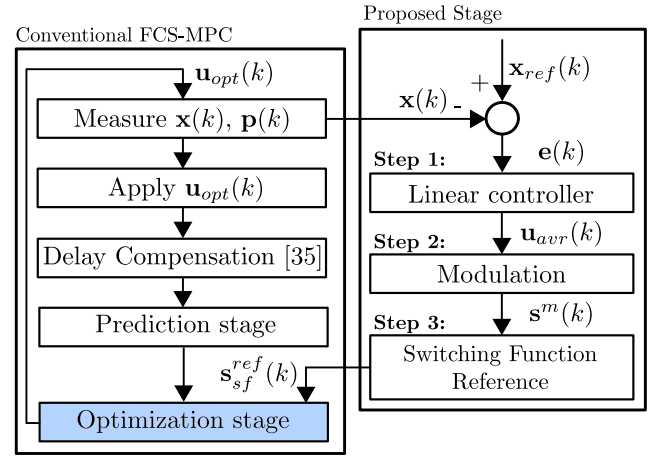 Conventional FCS-MPC
u_opt(k)
Measure x(k), p(k)
Apply u_opt(k)
Delay Compensation [35]
Prediction stage
s_sf^ref(k)
Optimization stage
Proposed Stage
x_ref(k)
+
x(k) -
e(k)
Step 1:
Linear controller
u_avr(k)
Step 2:
Modulation
s^m(k)
Step 3:
Switching Function
Reference